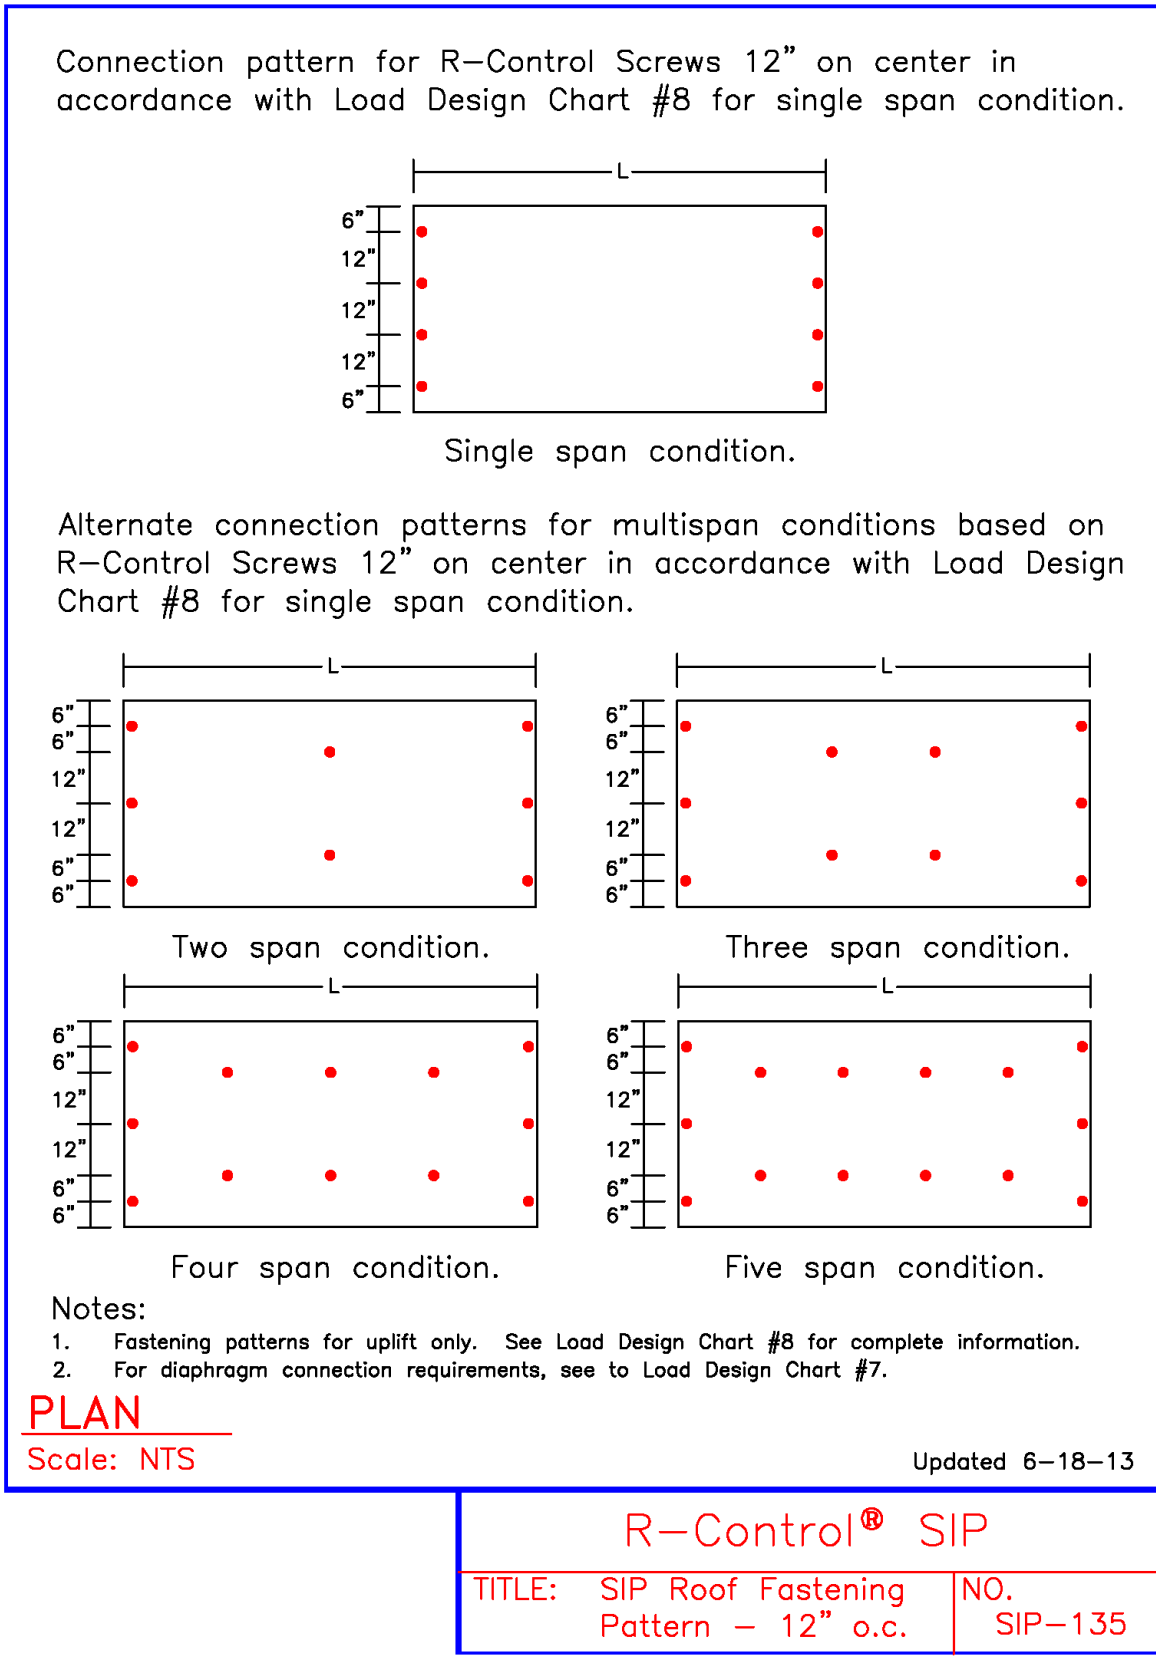 Connection pattern for R-Control Screws 12" on center in
accordance with Load Design Chart #8 for single span condition.
L
6"
12"
12"
12"
6"
Single span condition.
Alternate connection patterns for multispan conditions based on
R-Control Screws 12" on center in accordance with Load Design
Chart #8 for single span condition.
L
6"
6"
12"
12"
6"
6"
Two span condition.
L
6"
6"
12"
12"
6"
6"
Three span condition.
L
6"
6"
12"
12"
6"
6"
Four span condition.
L
6"
6"
12"
12"
6"
6"
Five span condition.
Notes:
1. Fastening patterns for uplift only. See Load Design Chart #8 for complete information.
2. For diaphragm connection requirements, see to Load Design Chart #7.
PLAN
Scale: NTS
Updated 6-18-13
R-Control® SIP
TITLE: SIP Roof Fastening
Pattern - 12" o.c.
NO.
SIP-135